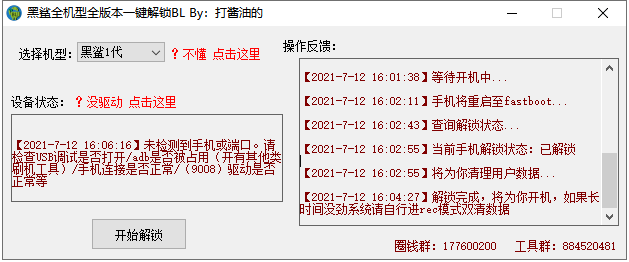 黑鲨全机型全版本一键解锁BL By: 打酱油的
选择机型:
黑鲨1代
? 不懂 点击这里
设备状态: ? 没驱动 点击这里
【2021-7-12 16:06:16】未检测到手机或端口。请
检查USB调试是否打开/adb是否被占用（开有其他类
刷机工具）/手机连接是否正常/（9008）驱动是否
正常等
开始解锁
操作反馈:
【2021-7-12 16:01:38】等待开机中...
【2021-7-12 16:02:11】手机将重启至fastboot...
【2021-7-12 16:02:43】查询解锁状态...
【2021-7-12 16:02:55】当前手机解锁状态: 已解锁
【2021-7-12 16:02:55】将为你清理用户数据...
【2021-7-12 16:04:27】解锁完成，将为你开机，如果长
时间没劲系统请自行进rec模式双清数据
圈钱群: 177600200
工具群: 884520481